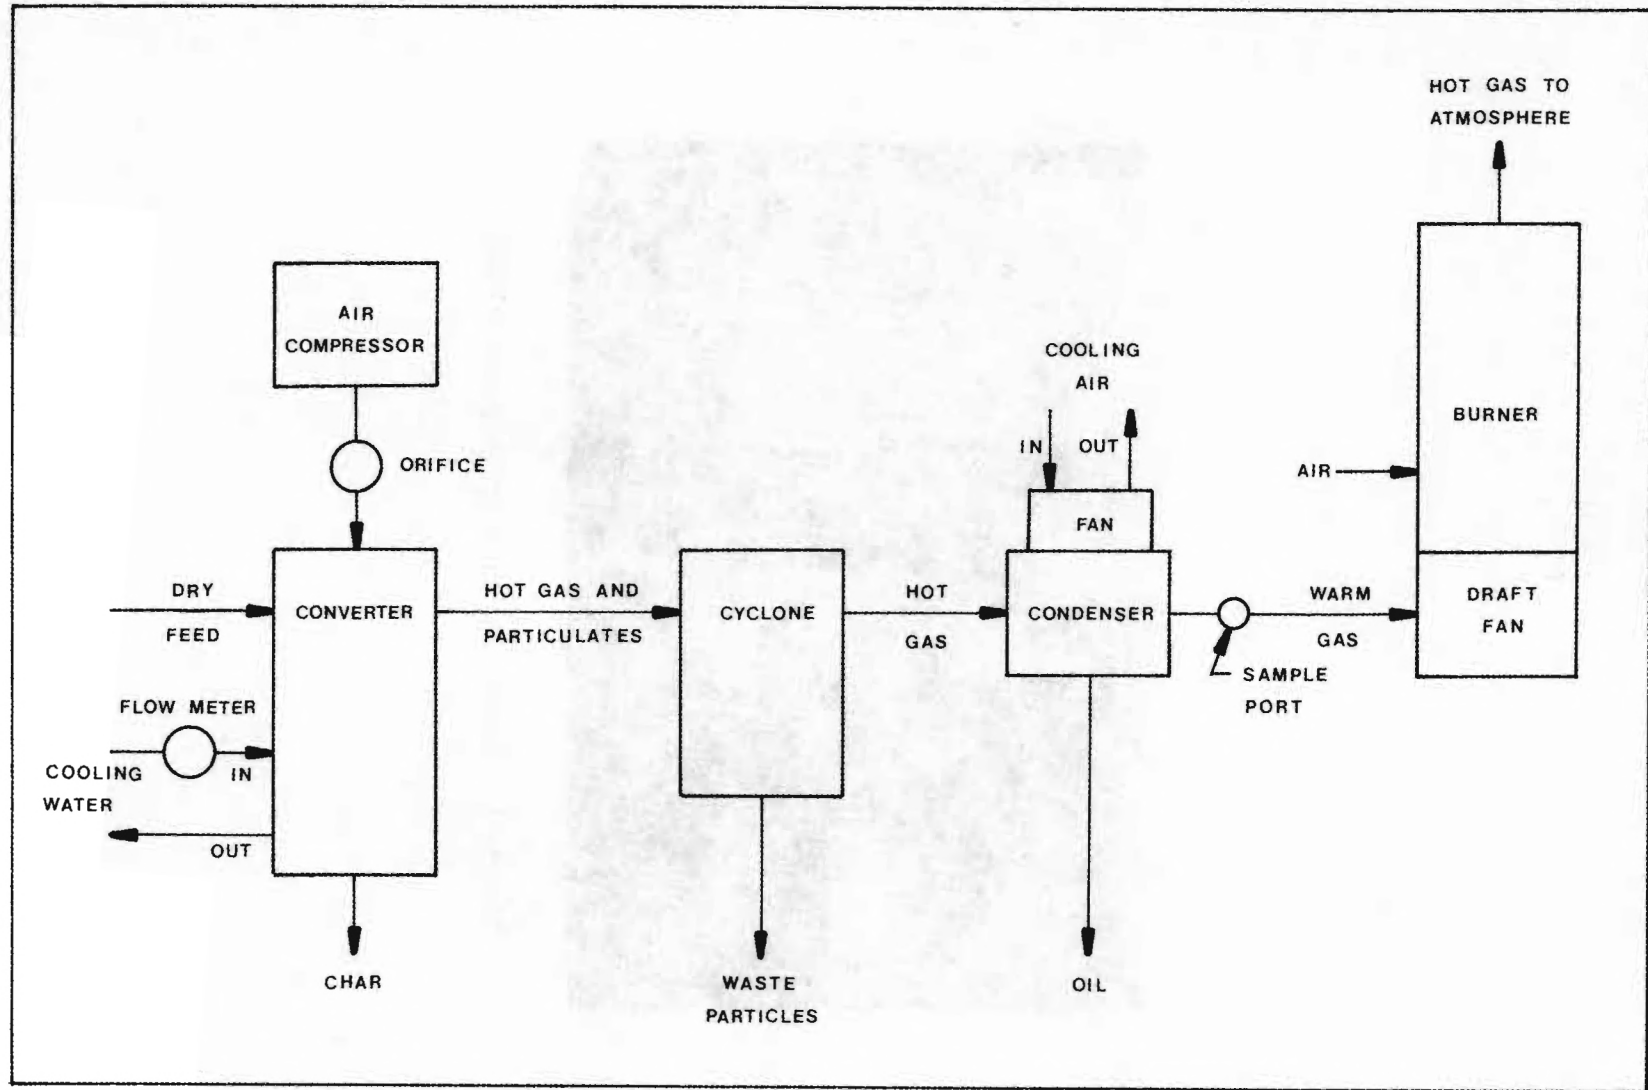 HOT GAS TO
ATMOSPHERE
AIR
COMPRESSOR
ORIFICE
COOLING
AIR
IN
OUT
FAN
BURNER
AIR
DRY
FEED
CONVERTER
HOT GAS AND
PARTICULATES
CYCLONE
HOT
GAS
CONDENSER
WARM
GAS
DRAFT
FAN
SAMPLE
PORT
FLOW METER
COOLING
WATER
IN
OUT
CHAR
WASTE
PARTICLES
OIL